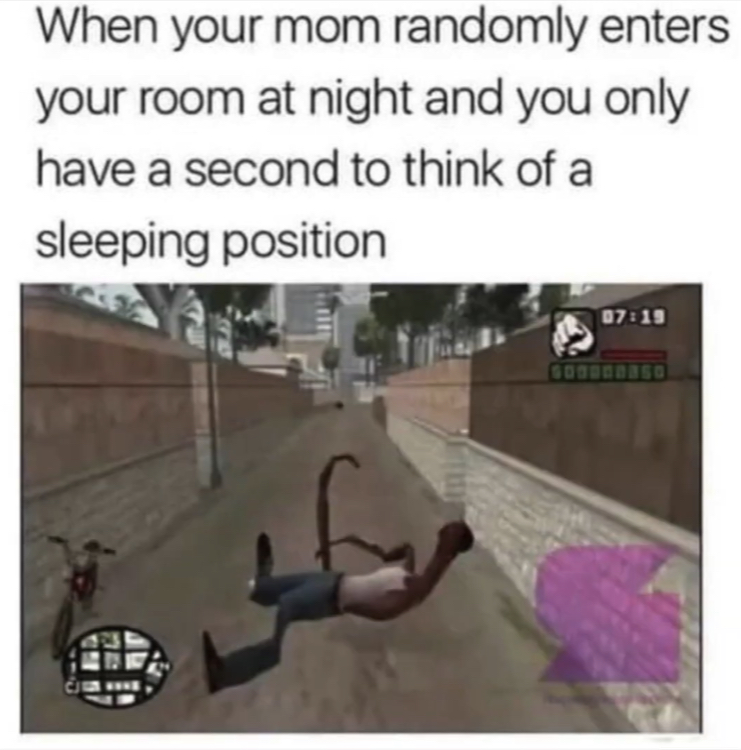 When your mom randomly enters
your room at night and you only
have a second to think of a
sleeping position
07:19